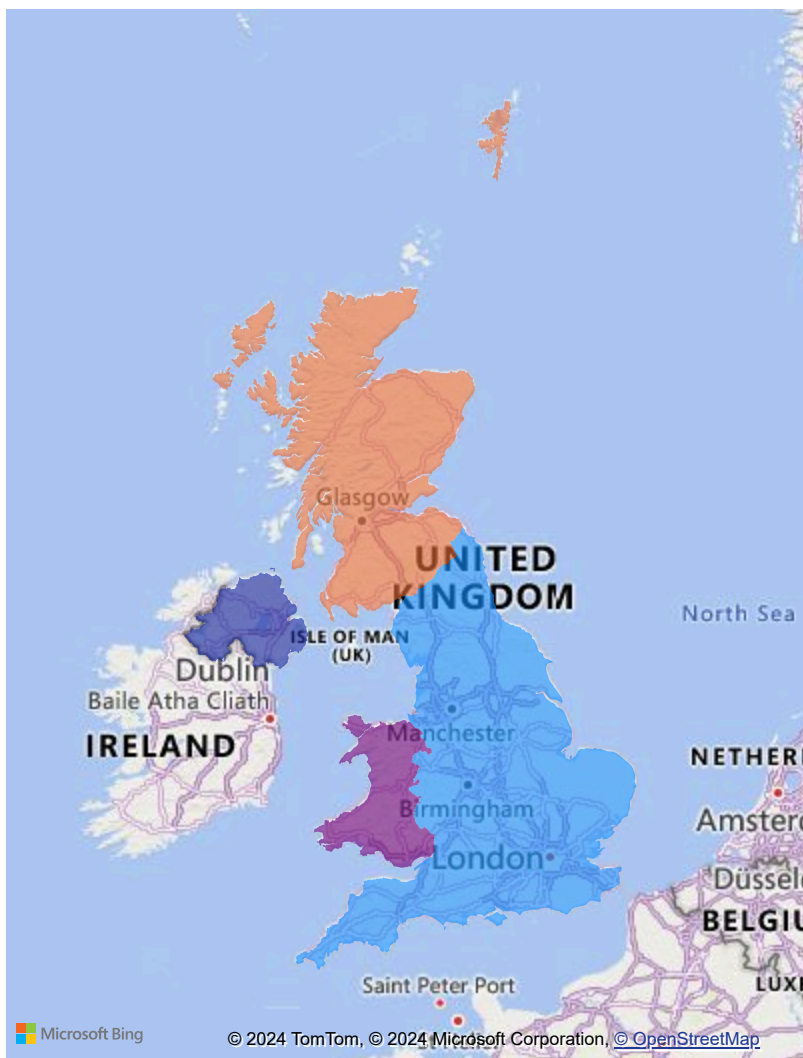 Glasgow
UNITED
KINGDOM
North Sea
ISLE OF MAN
(UK)
Dublin
Baile Atha Cliath
IRELAND
Manchester
NETHER
Birmingham
Amster
London
Düssel
BELGIU
Saint Peter Port
LUX
Microsoft Bing
© 2024 TomTom, © 2024 Microsoft Corporation, © OpenStreetMap